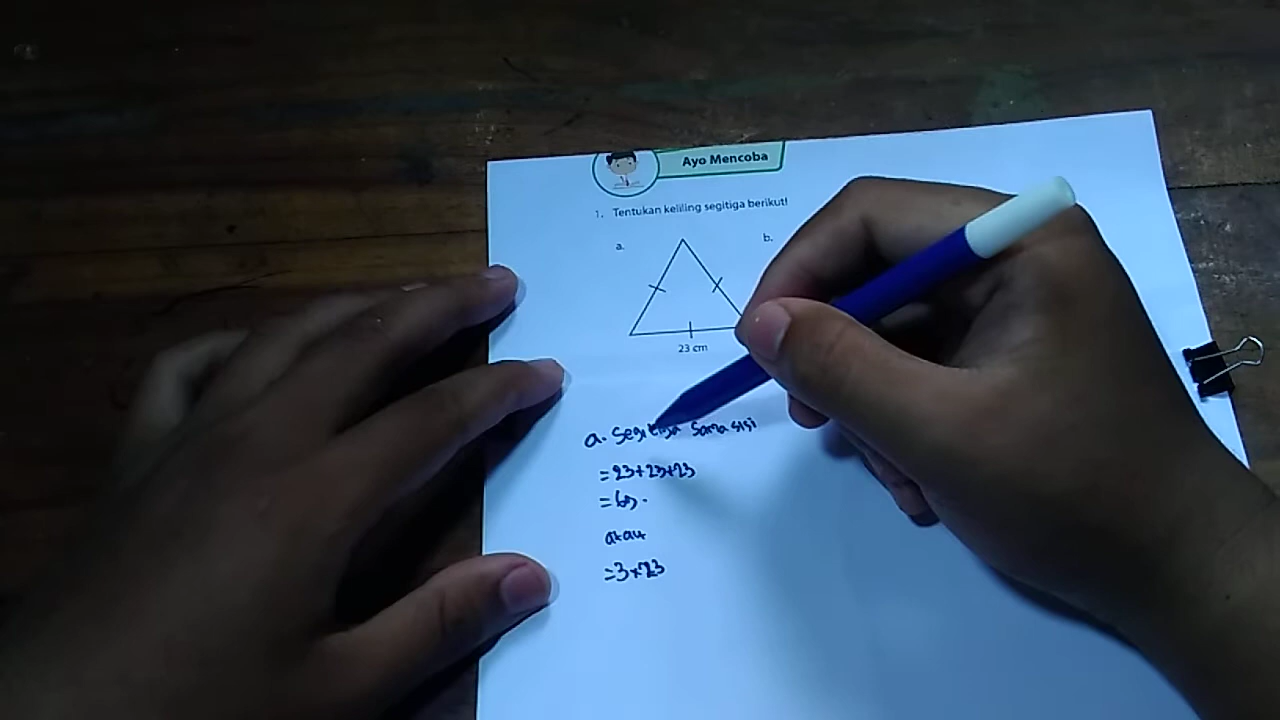 Ayo Mencoba
1. Tentukan keliling segitiga berikut!
a.
b.
23 cm
a. Segitiga Sama sisi
= 23+23+23
= 69.
atau
= 3×23